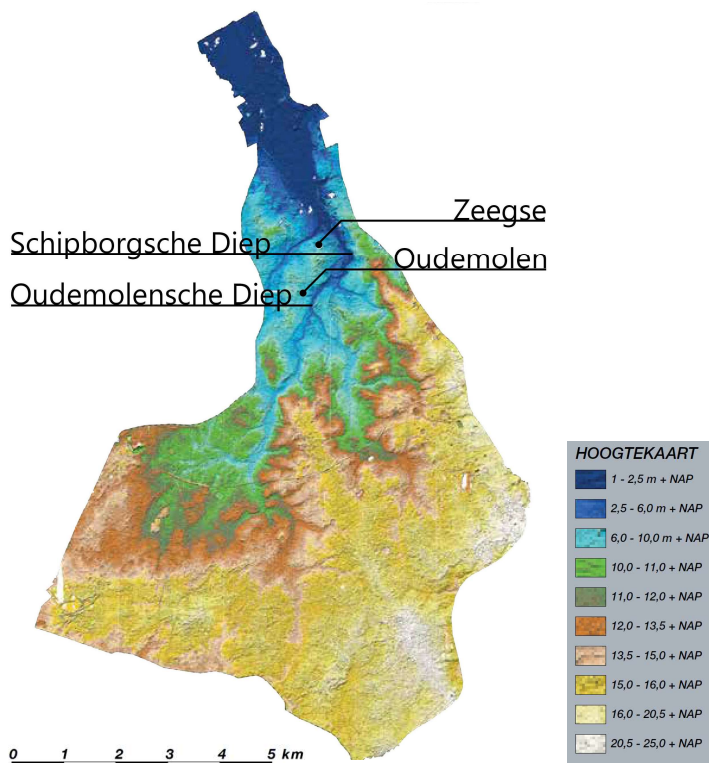 Zeegse
Schipborgsche Diep
Oudemolen
Oudemolensche Diep
HOOGTEKAART
1 - 2,5 m + NAP
2,5 - 6,0 m + NAP
6,0 - 10,0 m + NAP
10,0 - 11,0 + NAP
11,0 - 12,0 + NAP
12,0 - 13,5 + NAP
13,5 - 15,0 + NAP
15,0 - 16,0 + NAP
16,0 - 20,5 + NAP
20,5 - 25,0 + NAP
0 1 2 3 4 5 km